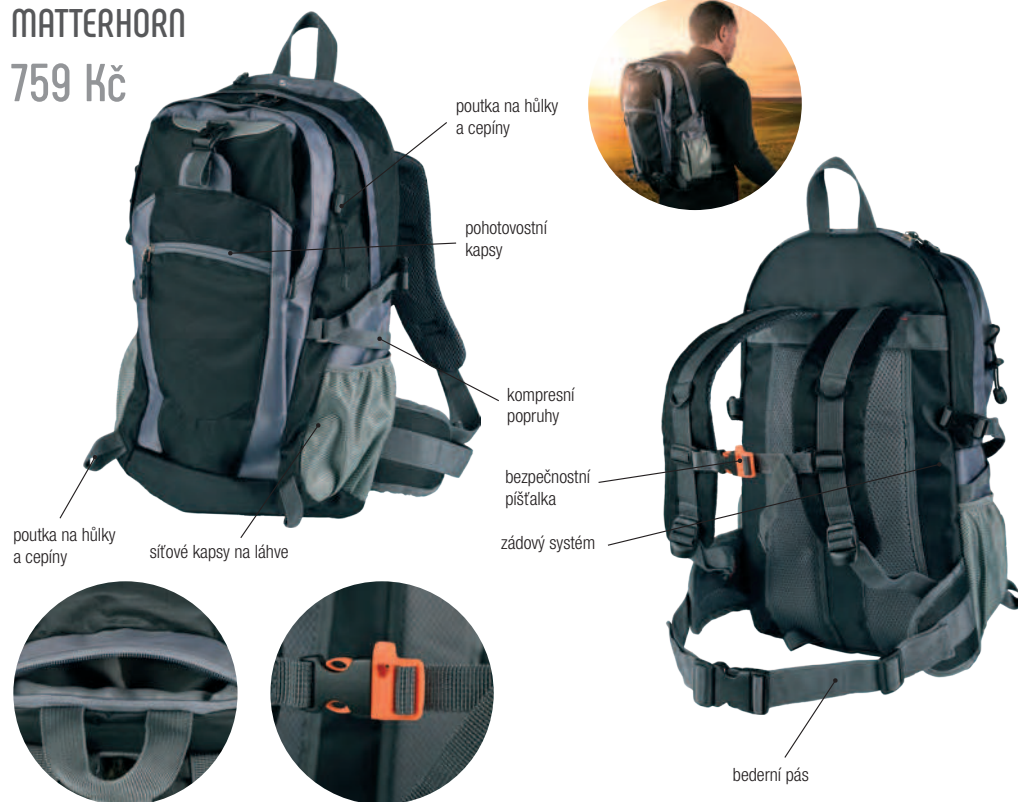 MATTERHORN
759 Kč
poutka na hůlky
a cepíny
pohotovostní
kapsy
kompresní
popruhy
bezpečnostní
píšťalka
zádový systém
poutka na hůlky
a cepíny
síťové kapsy na láhve
bederní pás